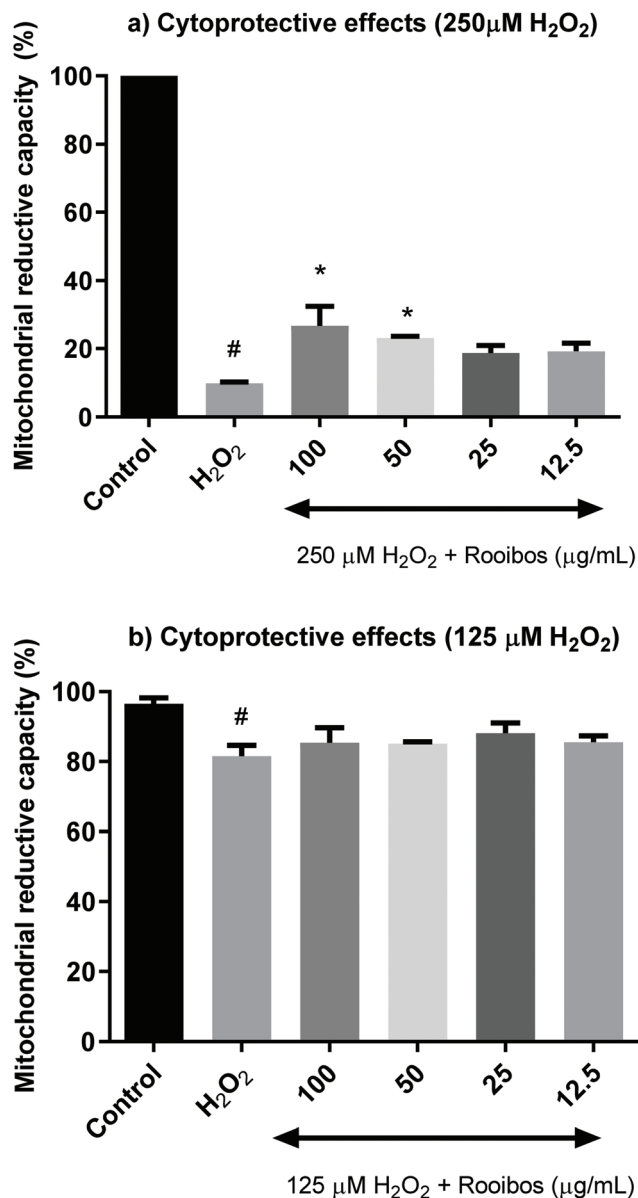 a) Cytoprotective effects (250μM H₂O₂)
Mitochondrial reductive capacity (%)
100
80
60
40
20
0
#
*
*
Control
H₂O₂
100
50
25
12.5
250 μM H₂O₂ + Rooibos (μg/mL)
b) Cytoprotective effects (125 μM H₂O₂)
Mitochondrial reductive capacity (%)
100
80
60
40
20
0
#
Control
H₂O₂
100
50
25
12.5
125 μM H₂O₂ + Rooibos (μg/mL)